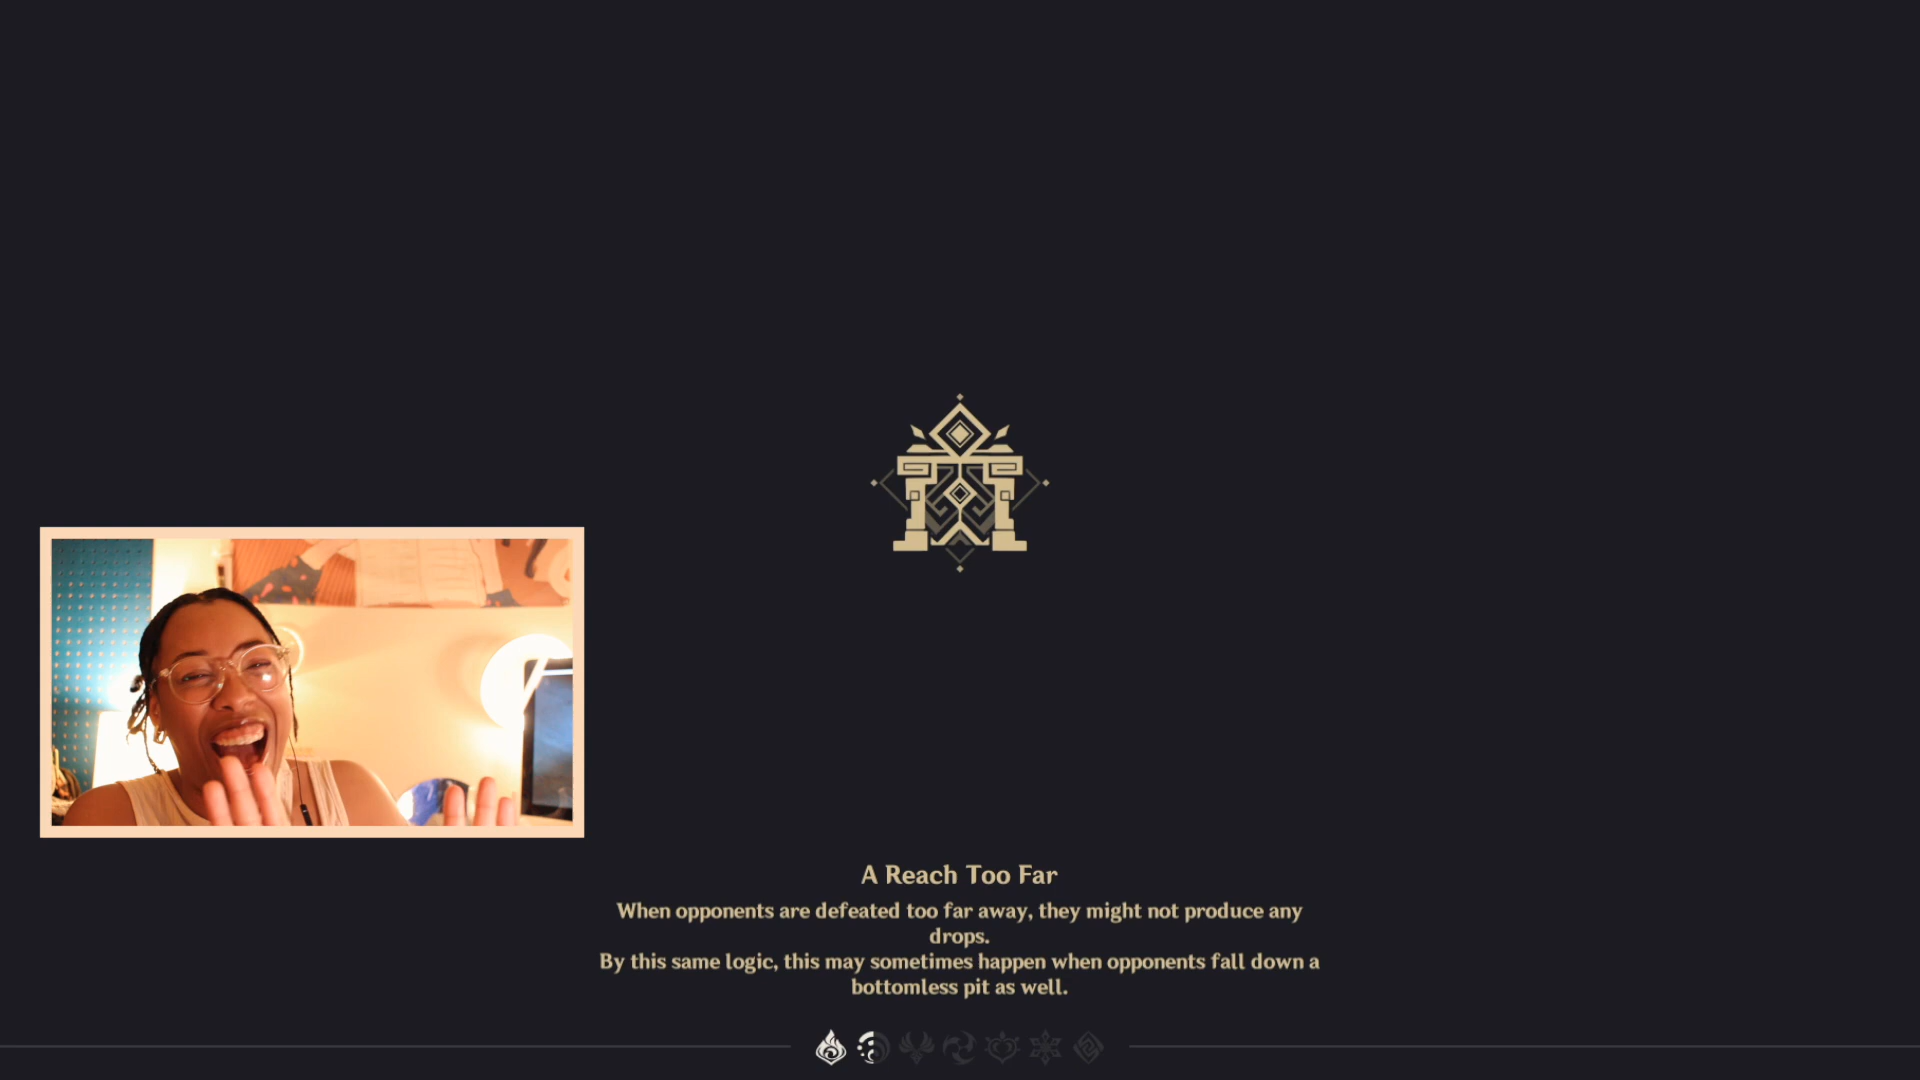 A Reach Too Far
When opponents are defeated too far away, they might not produce any
drops.
By this same logic, this may sometimes happen when opponents fall down a
bottomless pit as well.